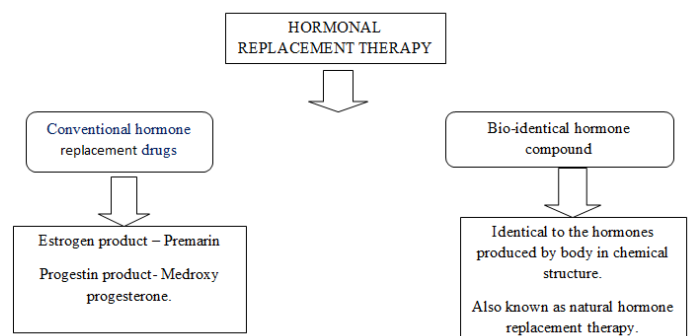 HORMONAL
REPLACEMENT THERAPY
Conventional hormone
replacement drugs
Bio-identical hormone
compound
Estrogen product – Premarin
Progestin product- Medroxy
progesterone.
Identical to the hormones
produced by body in chemical
structure.
Also known as natural hormone
replacement therapy.